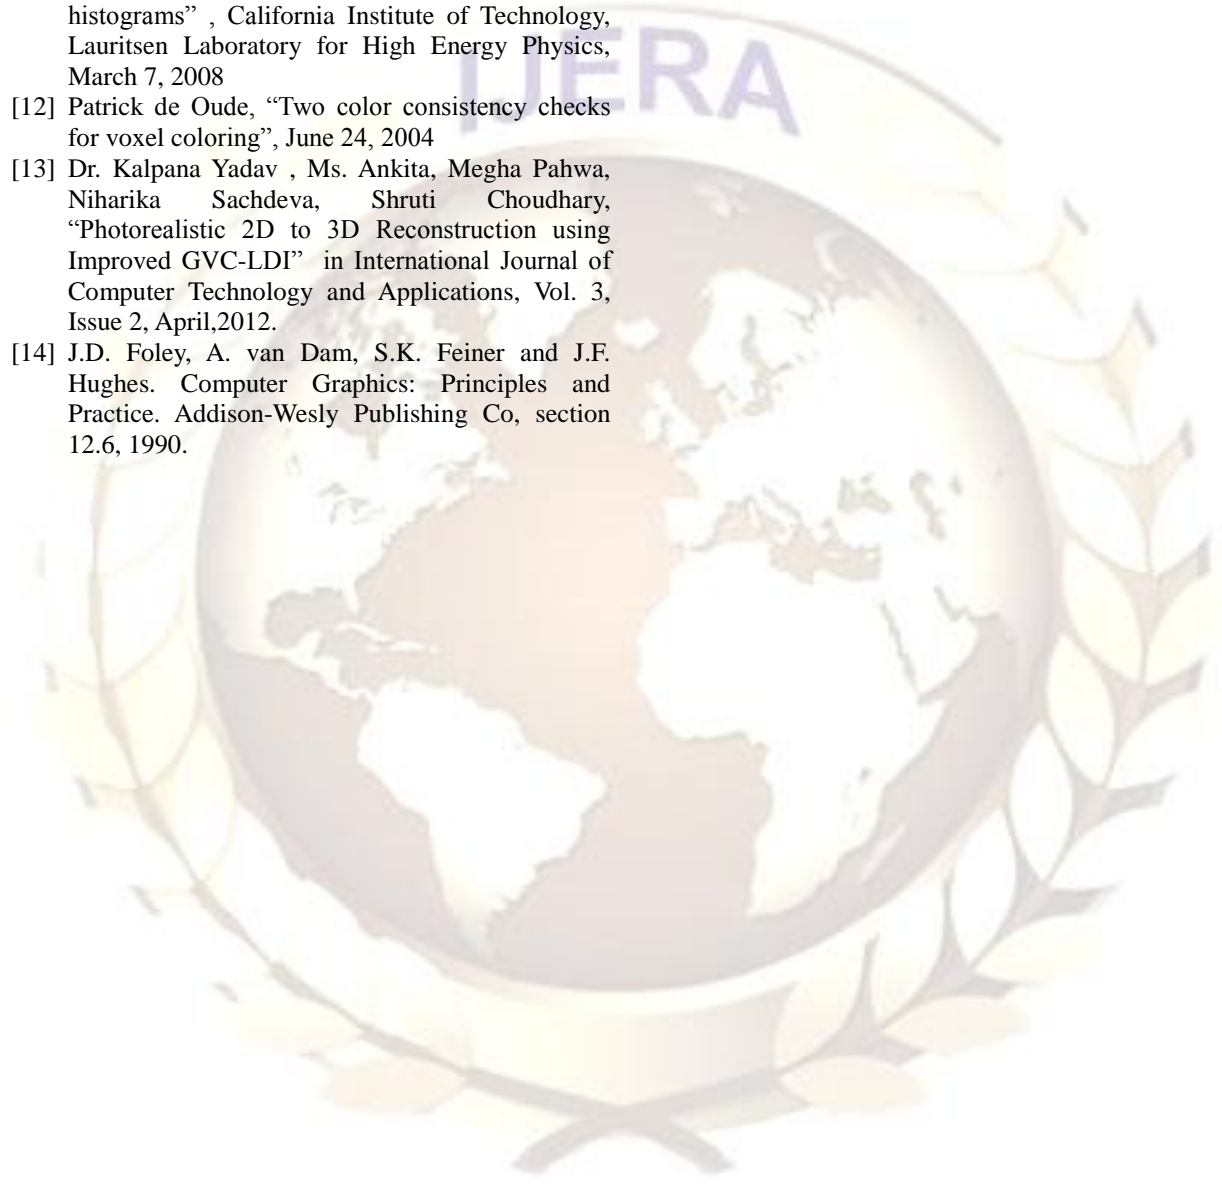 IJERA
histograms” , California Institute of Technology,
Lauritsen Laboratory for High Energy Physics,
March 7, 2008
[12] Patrick de Oude, “Two color consistency checks
for voxel coloring”, June 24, 2004
[13] Dr. Kalpana Yadav , Ms. Ankita, Megha Pahwa,
Niharika Sachdeva, Shruti Choudhary,
“Photorealistic 2D to 3D Reconstruction using
Improved GVC-LDI” in International Journal of
Computer Technology and Applications, Vol. 3,
Issue 2, April,2012.
[14] J.D. Foley, A. van Dam, S.K. Feiner and J.F.
Hughes. Computer Graphics: Principles and
Practice. Addison-Wesly Publishing Co, section
12.6, 1990.